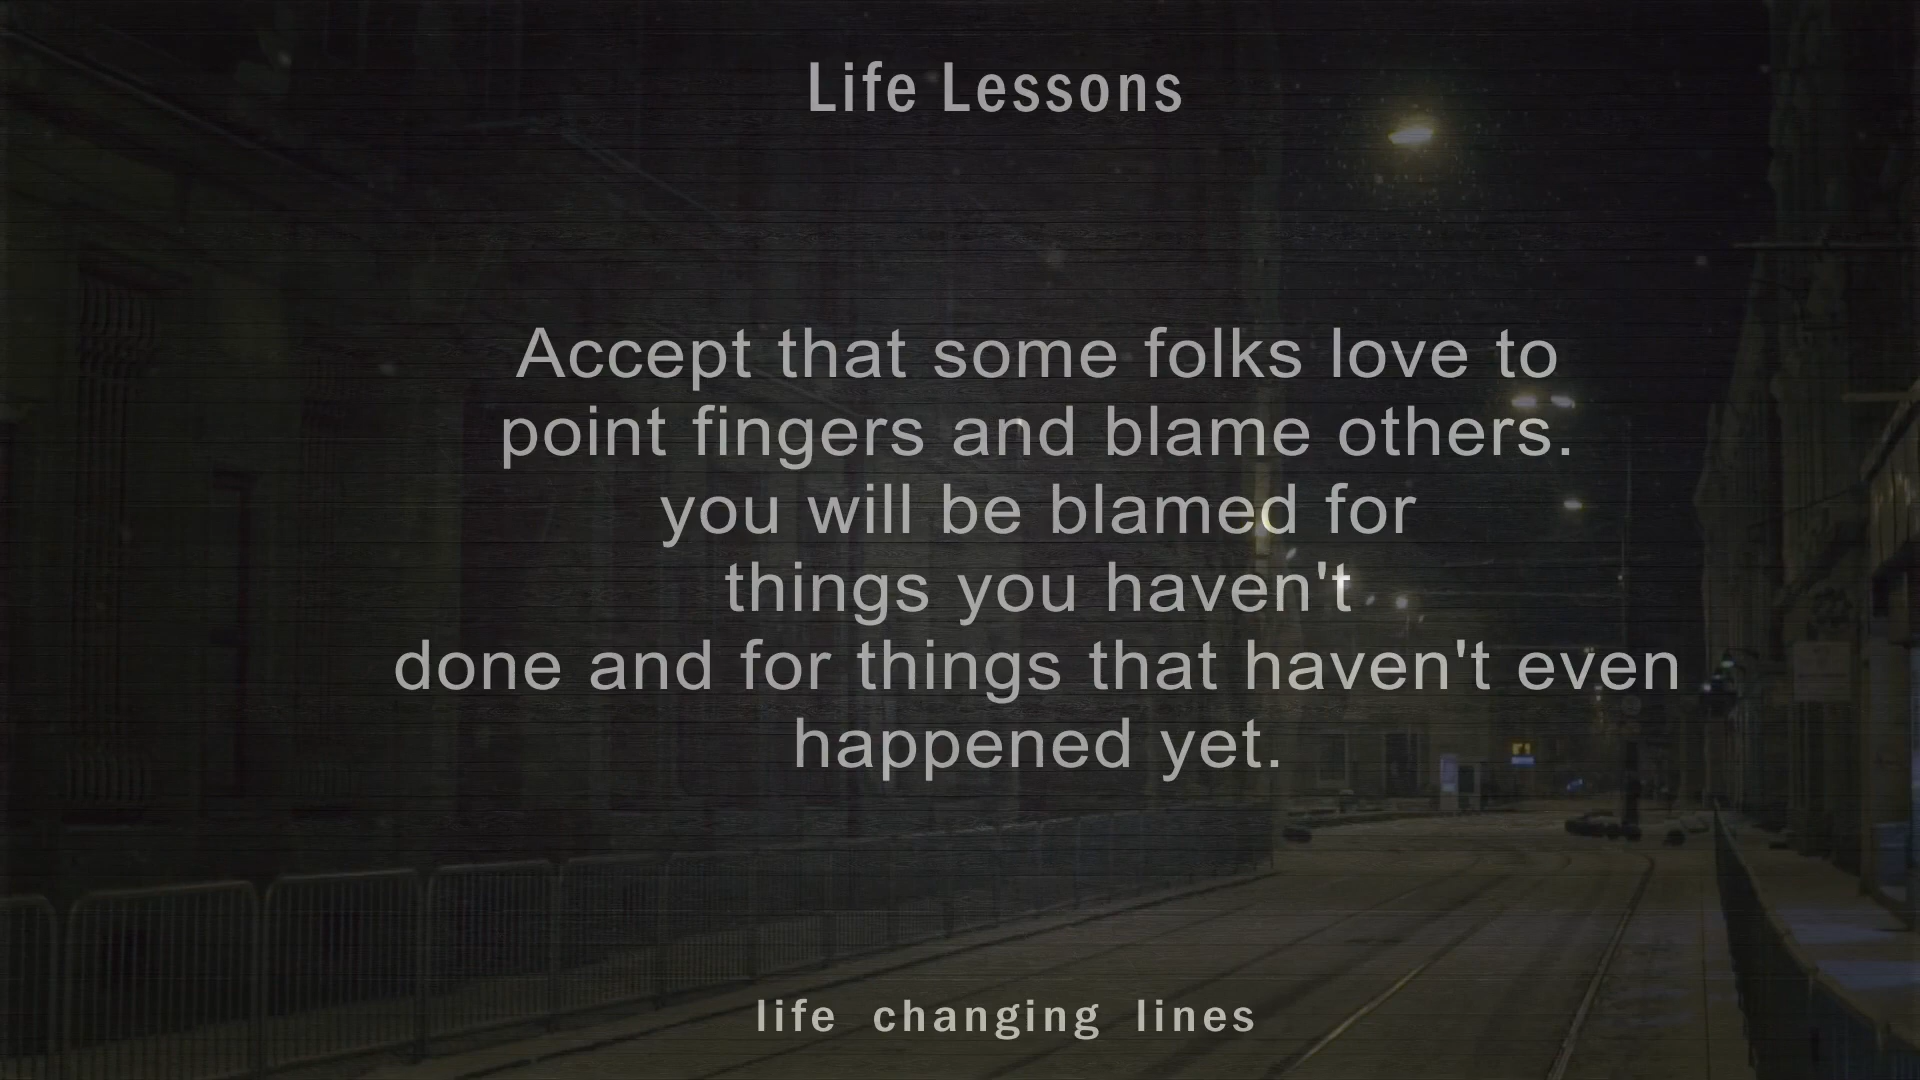 Life Lessons
Accept that some folks love to
point fingers and blame others.
you will be blamed for
things you haven't
done and for things that haven't even
happened yet.
life changing lines